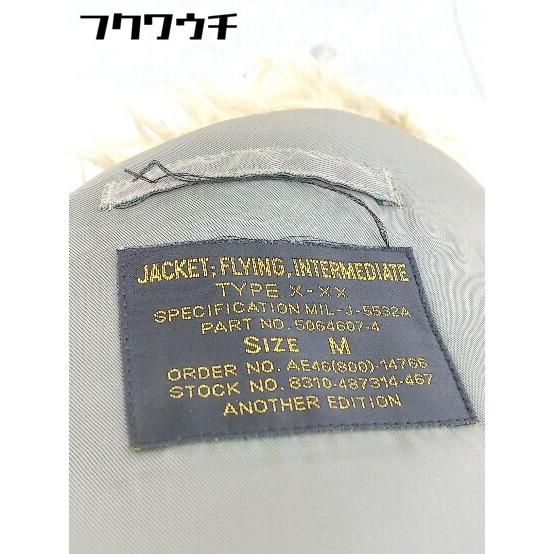 フクワウチ
JACKET; FLYING, INTERMEDIATE
TYPE X-XX
SPECIFICATION MIL-J-5532A
PART NO. 5064607-4
SIZE M
ORDER NO. AE46(800)-14766
STOCK NO. 8310-487314-467
ANOTHER EDITION